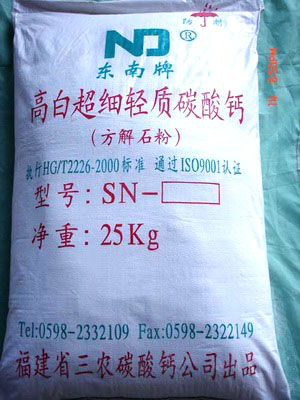 防潮
ND®
东南牌
高白超细轻质碳酸钙
(方解石粉)
执行HG/T2226-2000标准 通过ISO9001认证
型号: SN-
净重: 25Kg
Tel:0598-2332109 Fax:0598-2322149
福建省三农碳酸钙公司出品